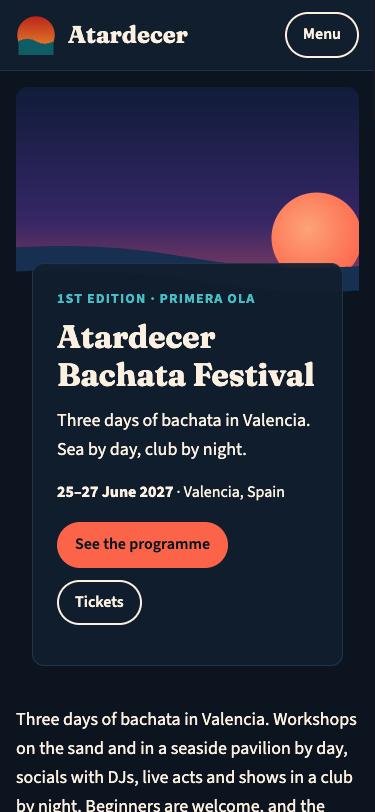 Atardecer
Menu
1ST EDITION · PRIMERA OLA
Atardecer
Bachata Festival
Three days of bachata in Valencia.
Sea by day, club by night.
25–27 June 2027 · Valencia, Spain
See the programme
Tickets
Three days of bachata in Valencia. Workshops
on the sand and in a seaside pavilion by day,
socials with DJs, live acts and shows in a club
by night. Beginners are welcome, and the